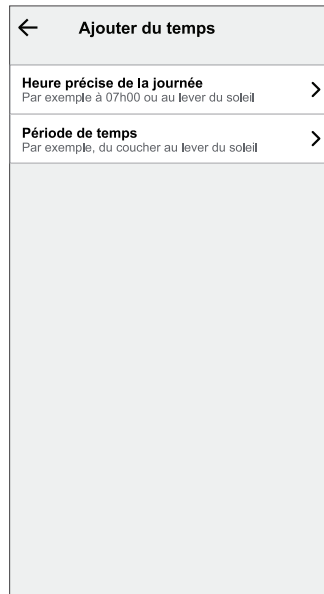 Ajouter du temps
Heure précise de la journée
Par exemple à 07h00 ou au lever du soleil
Période de temps
Par exemple, du coucher au lever du soleil